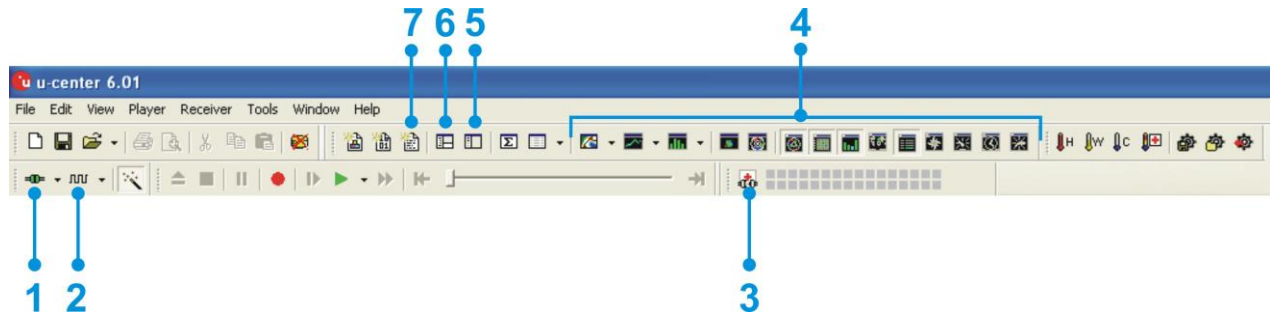 7 6 5 4
u u-center 6.01
File Edit View Player Receiver Tools Window Help
H W C
1 2 3